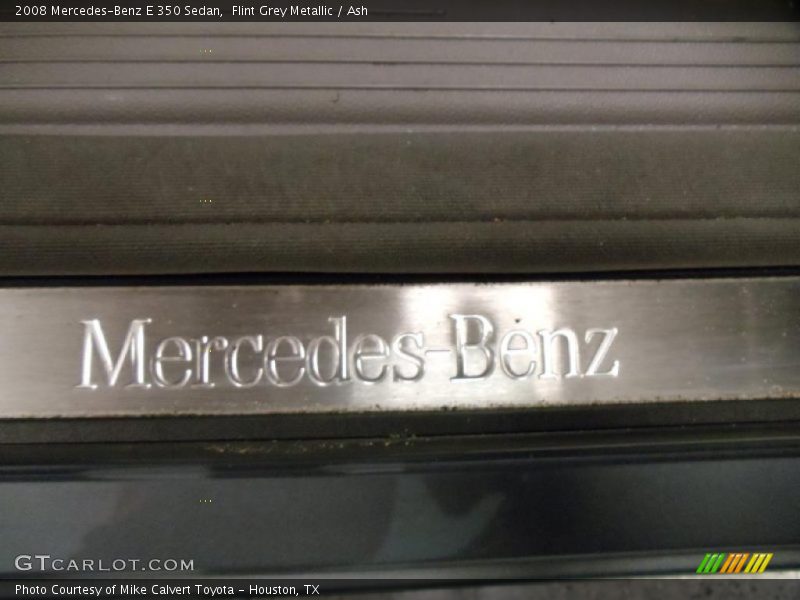 2008 Mercedes-Benz E 350 Sedan,  Flint Grey Metallic / Ash
Mercedes-Benz
GTCARLOT.COM
Photo Courtesy of Mike Calvert Toyota - Houston, TX